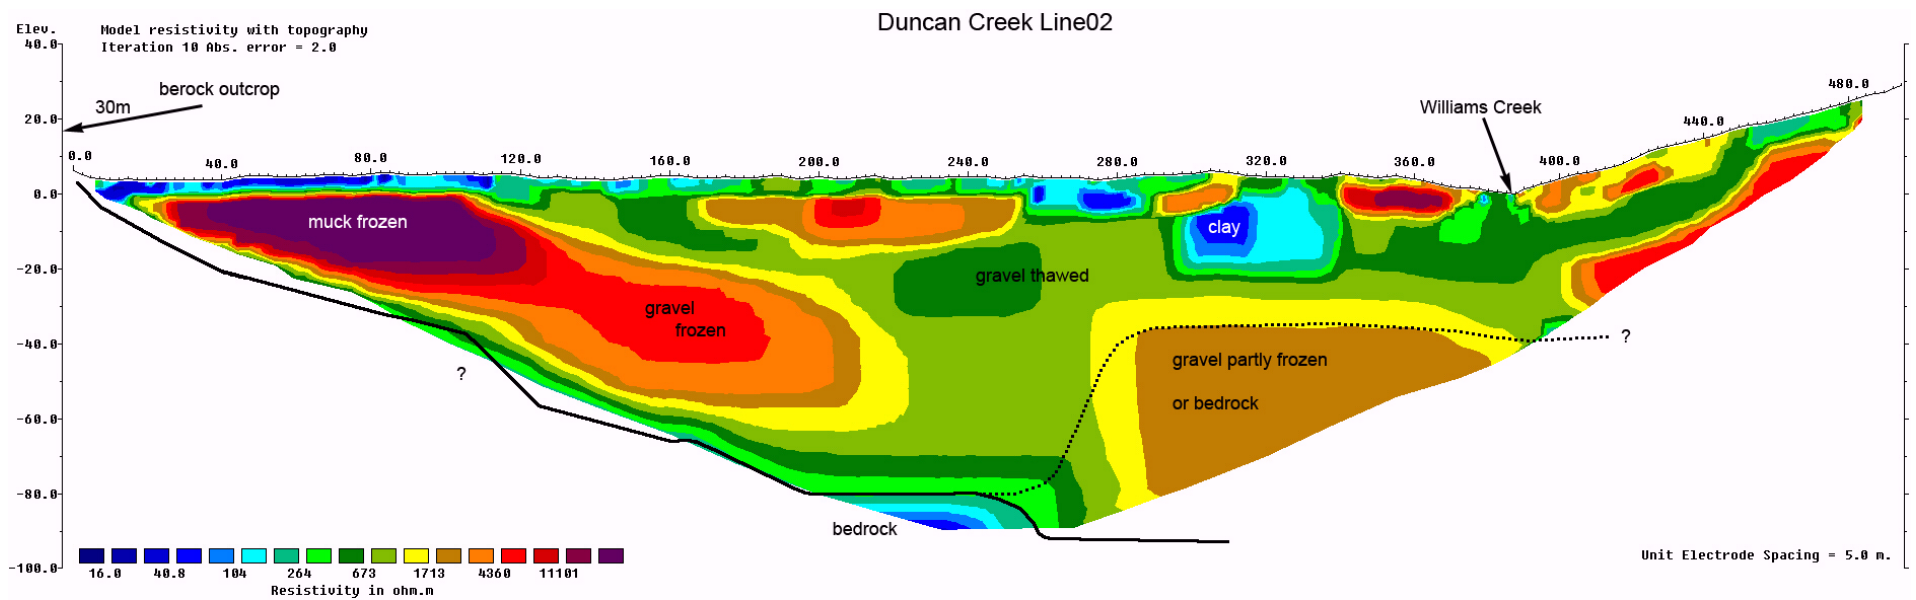 Duncan Creek Line02
Elev.
Model resistivity with topography
Iteration 10 Abs. error = 2.0
40.0
20.0
0.0
-20.0
-40.0
-60.0
-80.0
-100.0
berock outcrop
30m
Williams Creek
0.0
40.0
80.0
120.0
160.0
200.0
240.0
280.0
320.0
360.0
400.0
440.0
480.0
muck frozen
clay
gravel thawed
gravel
frozen
gravel partly frozen
or bedrock
?
?
bedrock
16.0 40.8 104 264 673 1713 4360 11101
Resistivity in ohm.m
Unit Electrode Spacing = 5.0 m.